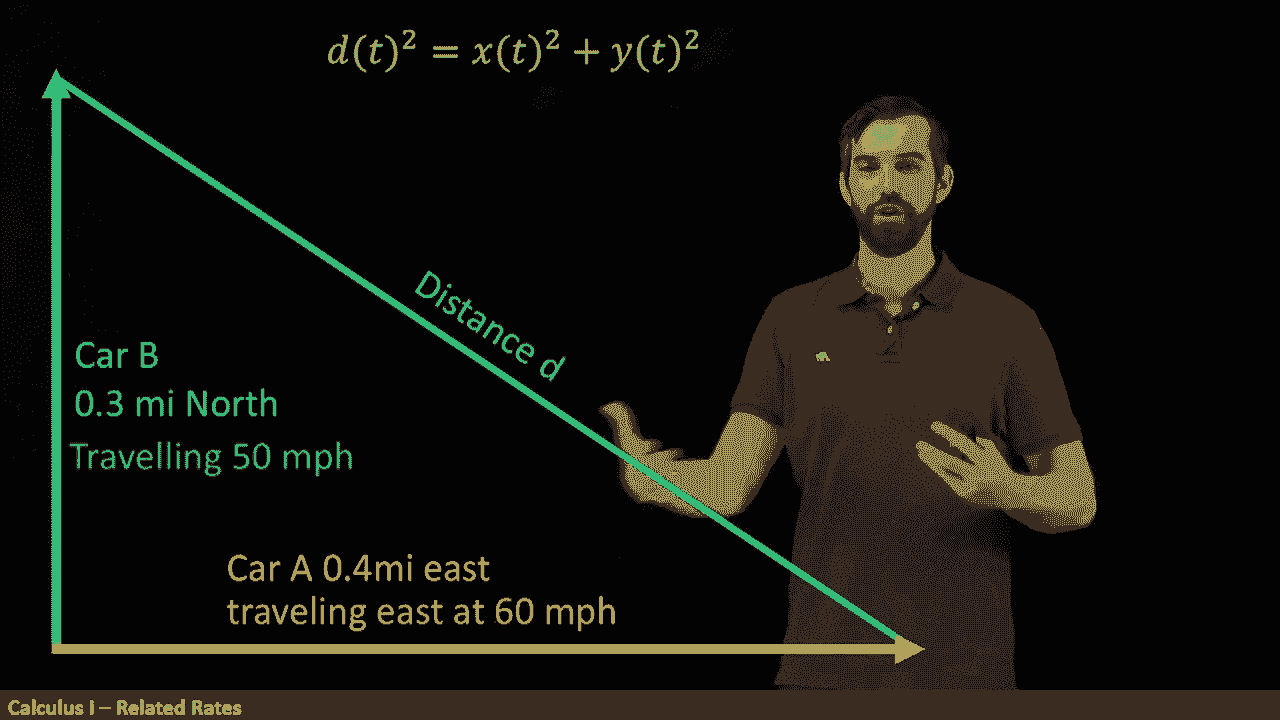 d(t)² = x(t)² + y(t)²
Distance d
Car B
0.3 mi North
Travelling 50 mph
Car A 0.4mi east
traveling east at 60 mph
Calculus I – Related Rates